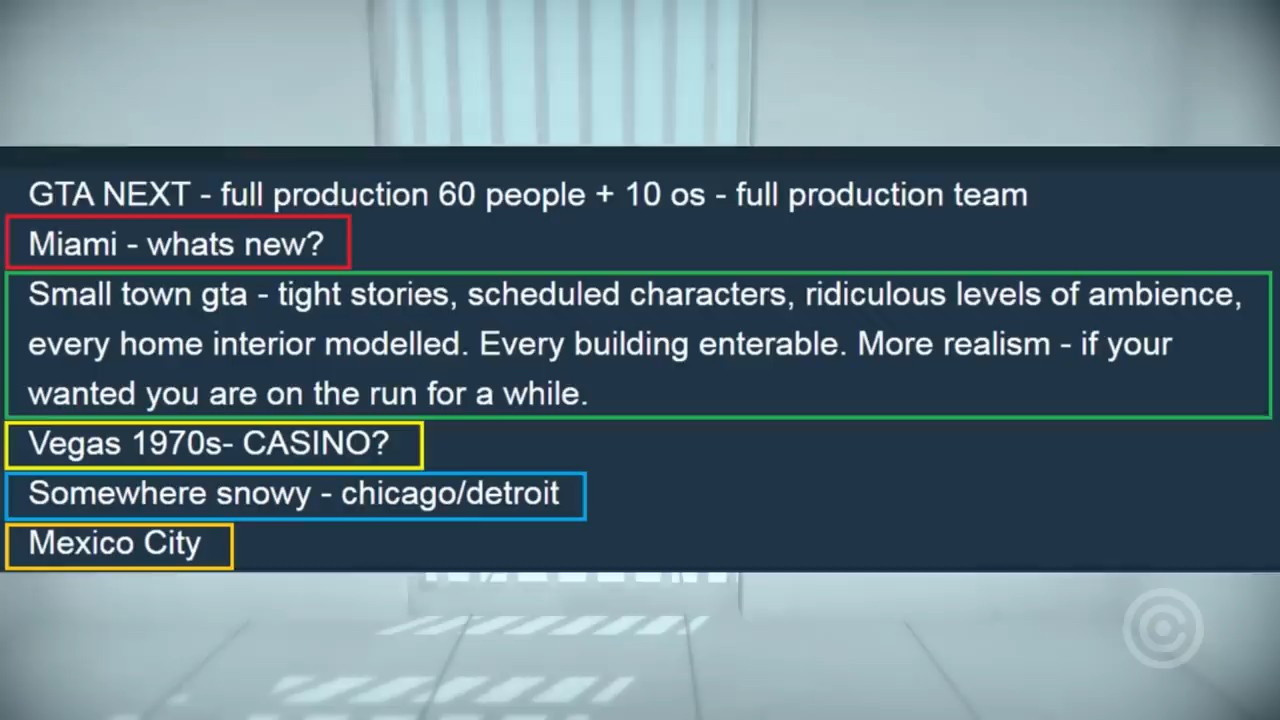 GTA NEXT - full production 60 people + 10 os - full production team
Miami - whats new?
Small town gta - tight stories, scheduled characters, ridiculous levels of ambience,
every home interior modelled. Every building enterable. More realism - if your
wanted you are on the run for a while.
Vegas 1970s- CASINO?
Somewhere snowy - chicago/detroit
Mexico City